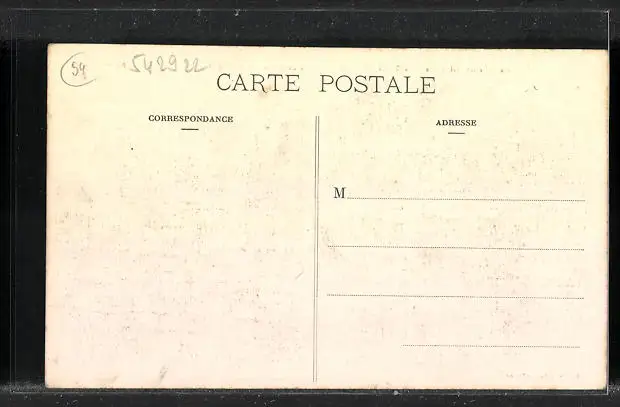 54 542922
CARTE POSTALE
CORRESPONDANCE
ADRESSE
M